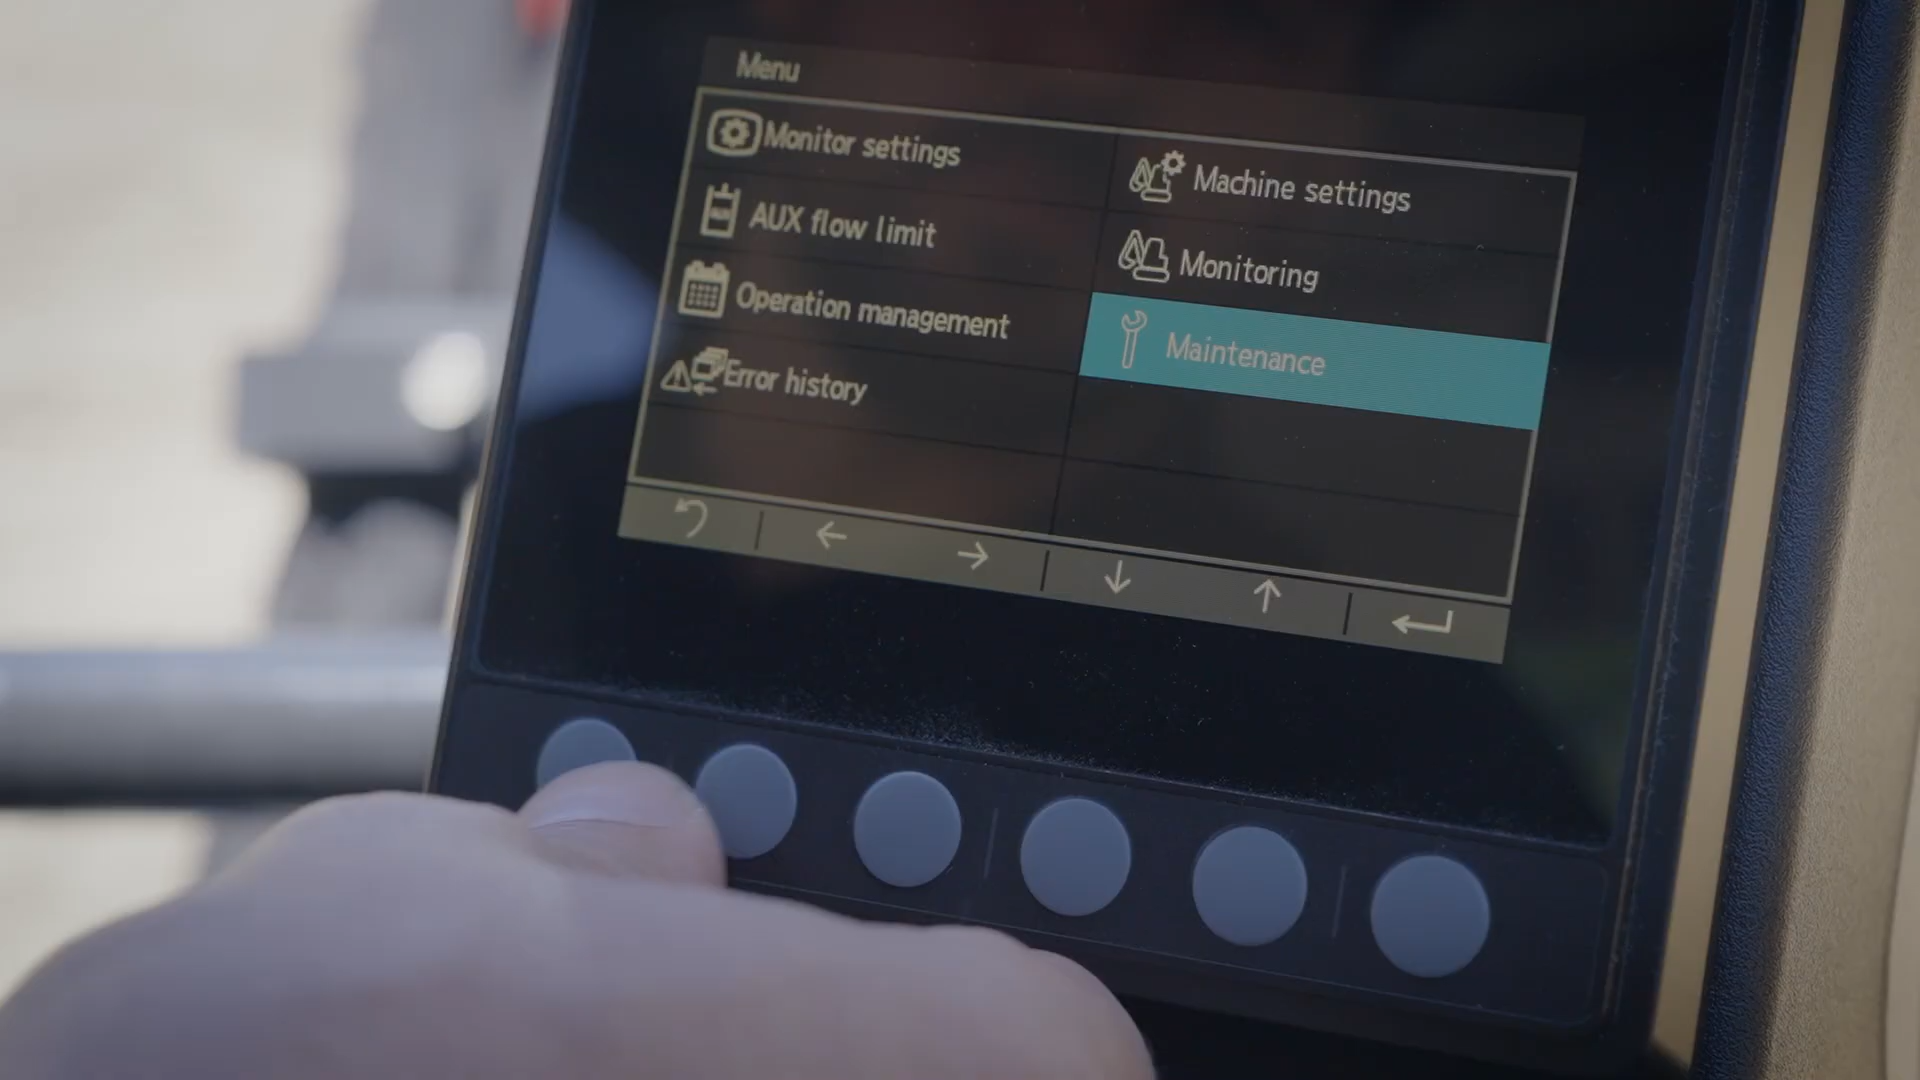 Menu
Monitor settings
AUX flow limit
Operation management
Error history
Machine settings
Monitoring
Maintenance